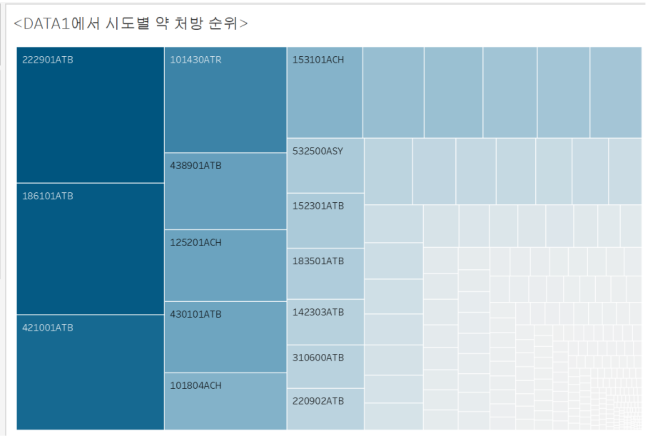 <DATA1에서 시도별 약 처방 순위>
222901ATB
186101ATB
421001ATB
101430ATR
438901ATB
125201ACH
430101ATB
101804ACH
153101ACH
532500ASY
152301ATB
183501ATB
142303ATB
310600ATB
220902ATB